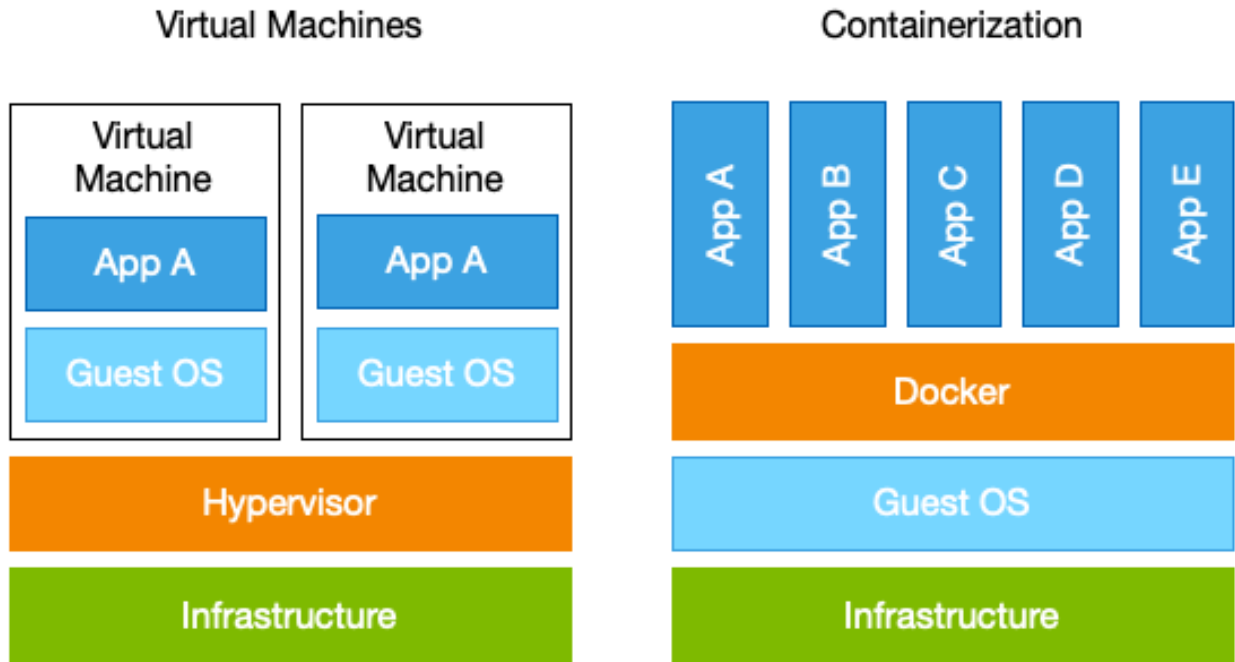 Virtual Machines
Virtual
Machine
App A
Guest OS
Virtual
Machine
App A
Guest OS
Hypervisor
Infrastructure
Containerization
App A
App B
App C
App D
App E
Docker
Guest OS
Infrastructure